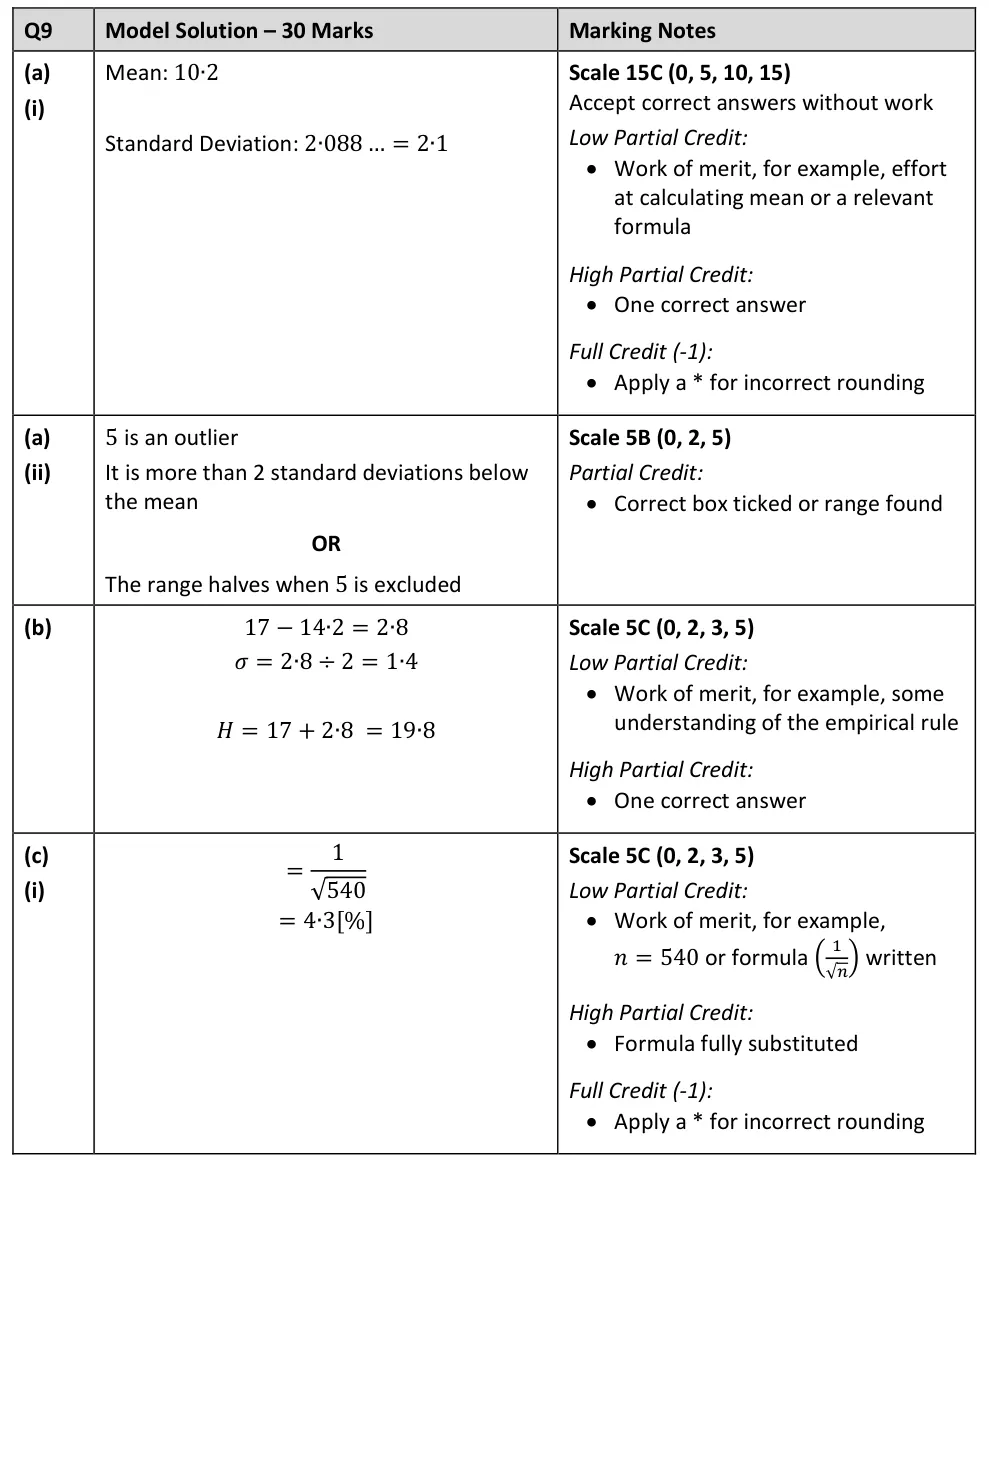 Q9 Model Solution – 30 Marks Marking Notes
(a)
(i)
Mean: 10·2
Standard Deviation: 2·088 ... = 2·1
Scale 15C (0, 5, 10, 15)
Accept correct answers without work
Low Partial Credit:
• Work of merit, for example, effort
at calculating mean or a relevant
formula
High Partial Credit:
• One correct answer
Full Credit (-1):
• Apply a * for incorrect rounding
(a)
(ii)
5 is an outlier
It is more than 2 standard deviations below
the mean
OR
The range halves when 5 is excluded
Scale 5B (0, 2, 5)
Partial Credit:
• Correct box ticked or range found
(b)
17 − 14·2 = 2·8
σ = 2·8 ÷ 2 = 1·4
H = 17 + 2·8 = 19·8
Scale 5C (0, 2, 3, 5)
Low Partial Credit:
• Work of merit, for example, some
understanding of the empirical rule
High Partial Credit:
• One correct answer
(c)
(i)
= 1/√540
= 4·3[%]
Scale 5C (0, 2, 3, 5)
Low Partial Credit:
• Work of merit, for example,
n = 540 or formula (1/√n) written
High Partial Credit:
• Formula fully substituted
Full Credit (-1):
• Apply a * for incorrect rounding